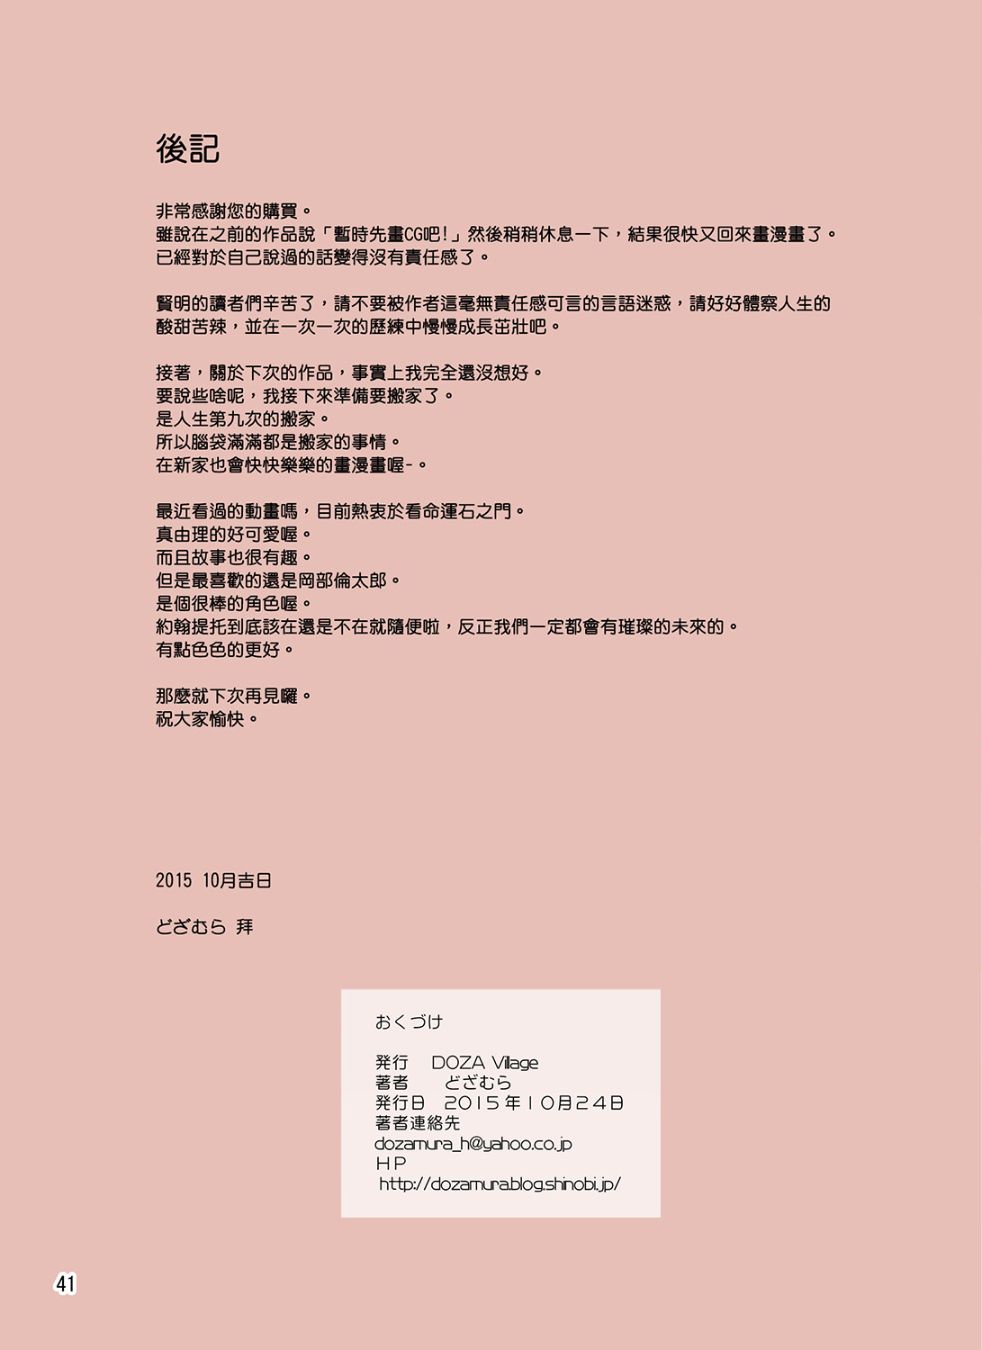 後記
非常感謝您的購買。
雖說在之前的作品說「暫時先畫CG吧!」然後稍稍休息一下，結果很快又回來畫漫畫了。
已經對於自己說過的話變得沒有責任感了。
賢明的讀者們辛苦了，請不要被作者這毫無責任感可言的言語迷惑，請好好體察人生的
酸甜苦辣，並在一次一次的歷練中慢慢成長茁壯吧。
接著，關於下次的作品，事實上我完全還沒想好。
要說些啥呢，我接下來準備要搬家了。
是人生第九次的搬家。
所以腦袋滿滿都是搬家的事情。
在新家也會快快樂樂的畫漫畫喔-。
最近看過的動畫嗎，目前熱衷於看命運石之門。
真由理的好可愛喔。
而且故事也很有趣。
但是最喜歡的還是岡部倫太郎。
是個很棒的角色喔。
約翰提托到底該在還是不在就隨便啦，反正我們一定都會有璀璨的未來的。
有點色色的更好。
那麼就下次再見囉。
祝大家愉快。
2015 10月吉日
どざむら 拜
おくづけ
発行 DOZA Village
著者 どざむら
発行日 2015年10月24日
著者連絡先
dozamura_h@yahoo.co.jp
HP
http://dozamura.blog.shinobi.jp/
41